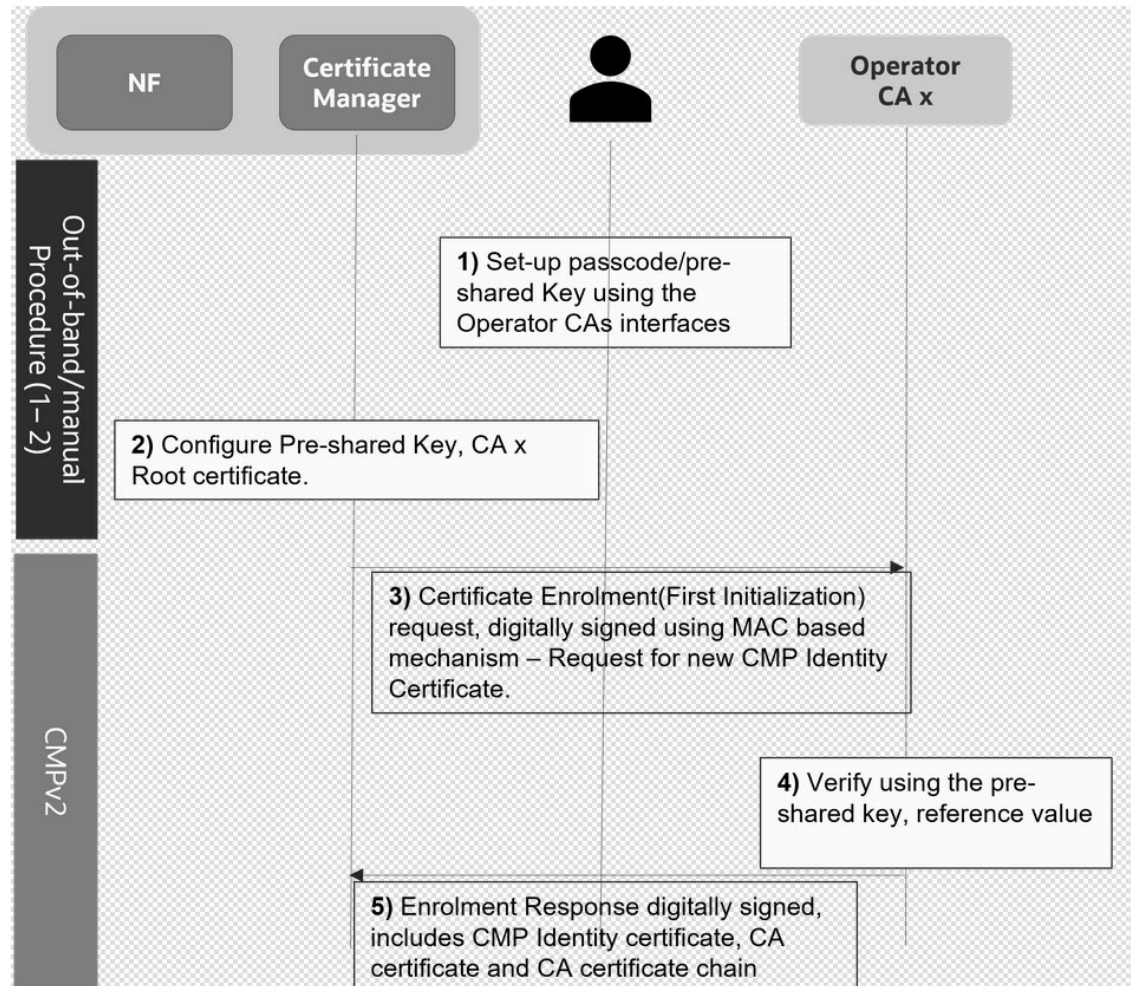 NF
Certificate
Manager
Operator
CA x
Out-of-band/manual
Procedure (1– 2)
1) Set-up passcode/pre-
shared Key using the
Operator CAs interfaces
2) Configure Pre-shared Key, CA x
Root certificate.
CMPv2
3) Certificate Enrolment(First Initialization)
request, digitally signed using MAC based
mechanism – Request for new CMP Identity
Certificate.
4) Verify using the pre-
shared key, reference value
5) Enrolment Response digitally signed,
includes CMP Identity certificate, CA
certificate and CA certificate chain